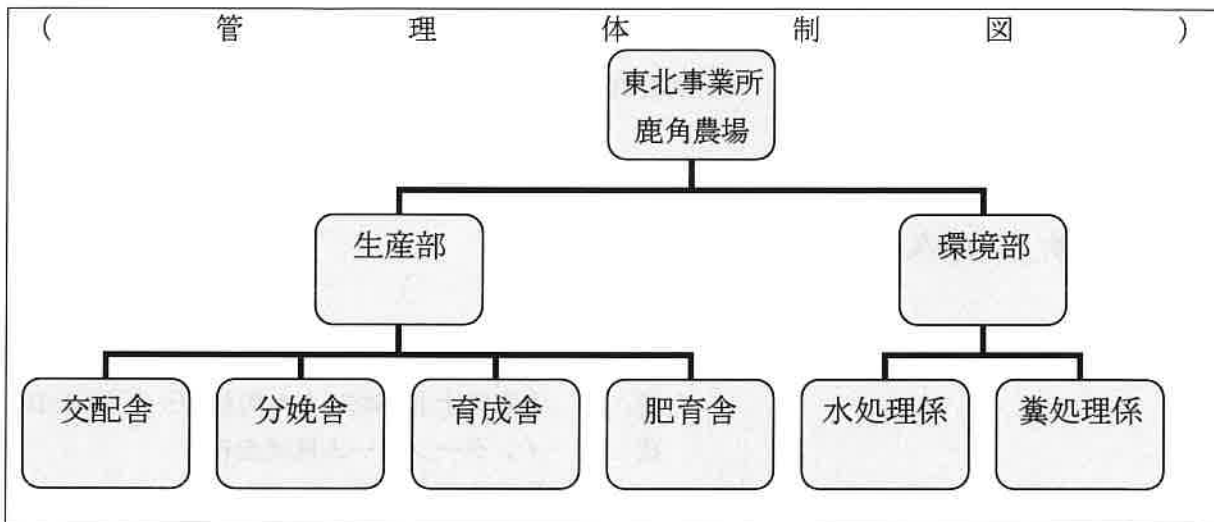 (管理体制図)
東北事業所
鹿角農場
生産部
環境部
交配舎
分娩舎
育成舎
肥育舎
水処理係
糞処理係